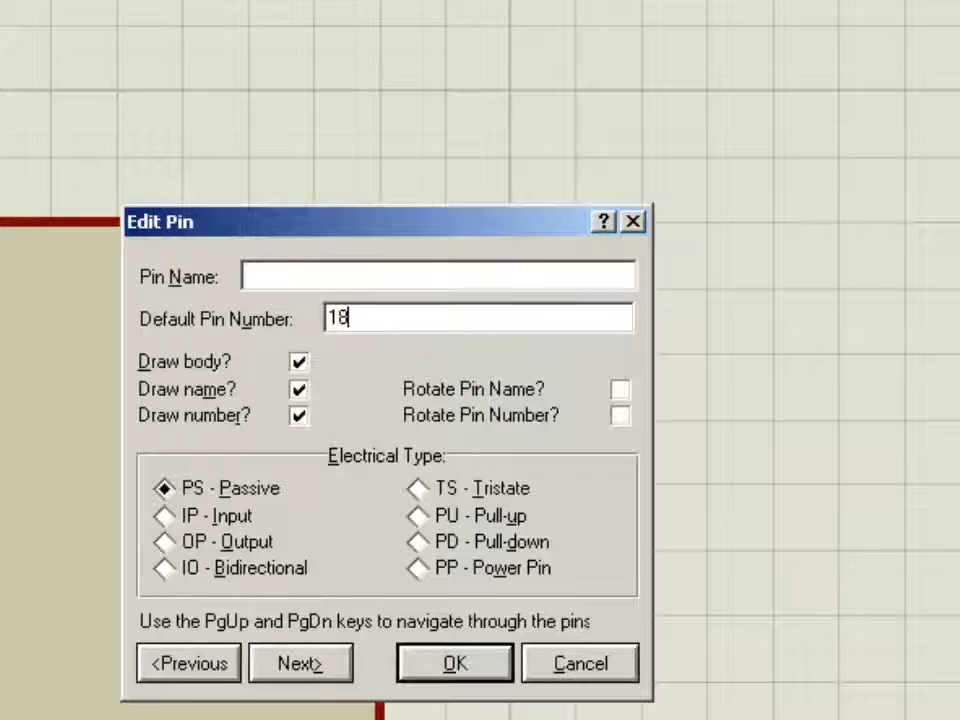 Edit Pin
Pin Name:
Default Pin Number: 18
Draw body?
Draw name? Rotate Pin Name?
Draw number? Rotate Pin Number?
Electrical Type:
PS - Passive TS - Tristate
IP - Input PU - Pull-up
OP - Output PD - Pull-down
IO - Bidirectional PP - Power Pin
Use the PgUp and PgDn keys to navigate through the pins
<Previous Next> OK Cancel